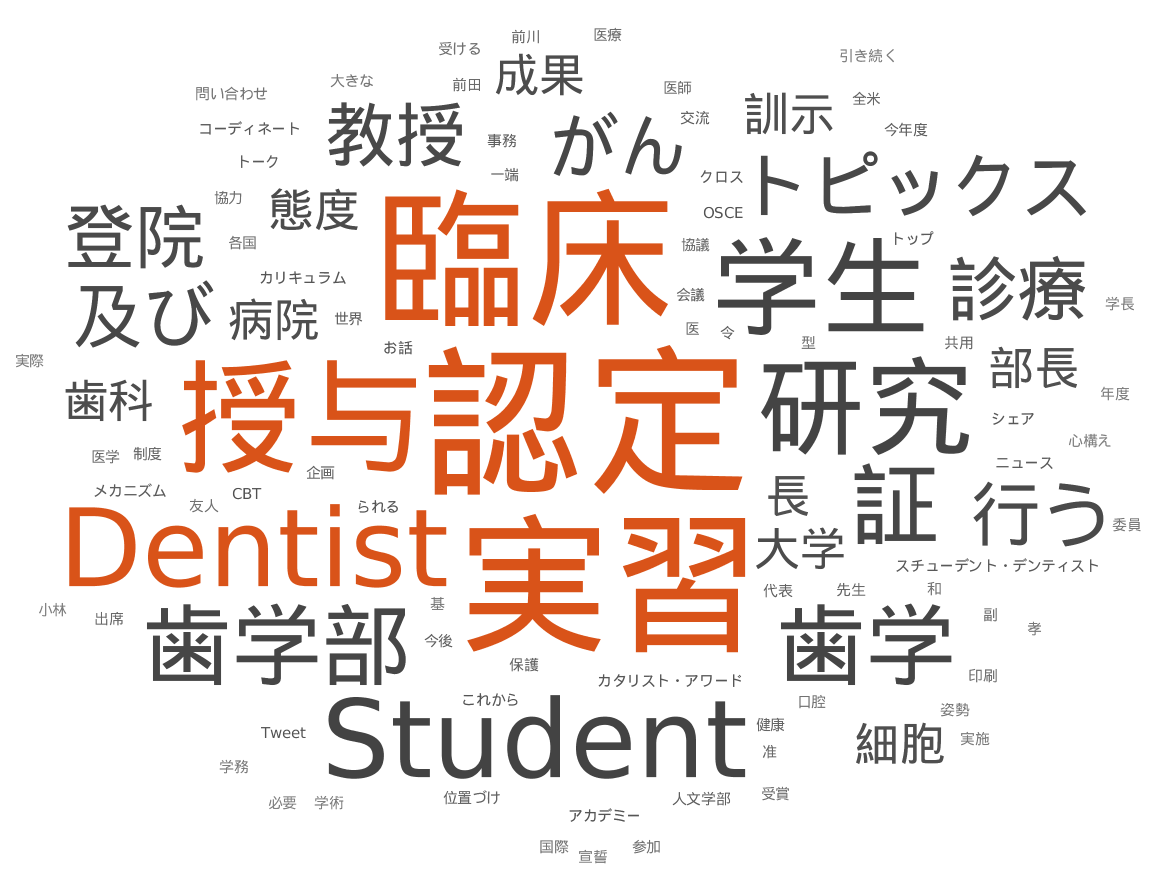 前川
医療
受ける
成果
引き続く
大きな
前田
医師
問い合わせ
教授
がん
訓示
全米
コーディネート
事務
交流
今年度
トーク
一端
クロス
トピックス
協力
態度
臨床
OSCE
登院
各国
協議
学生
トップ
カリキュラム
診療
及び
病院
世界
会議
学長
お話
医
令
型
共用
実際
歯科
授与
認定
研究
部長
年度
シェア
医学
制度
企画
心構え
メカニズム
CBT
ニュース
友人
られる
長
証
行う
委員
Dentist
実習
大学
スチューデント・デンティスト
小林
出席
基
代表
先生
和
歯学部
今後
歯学
副
孝
保護
カタリスト・アワード
印刷
これから
口腔
姿勢
Tweet
Student
健康
細胞
実施
学務
准
必要
学術
位置づけ
人文学部
受賞
アカデミー
国際
宣誓
参加